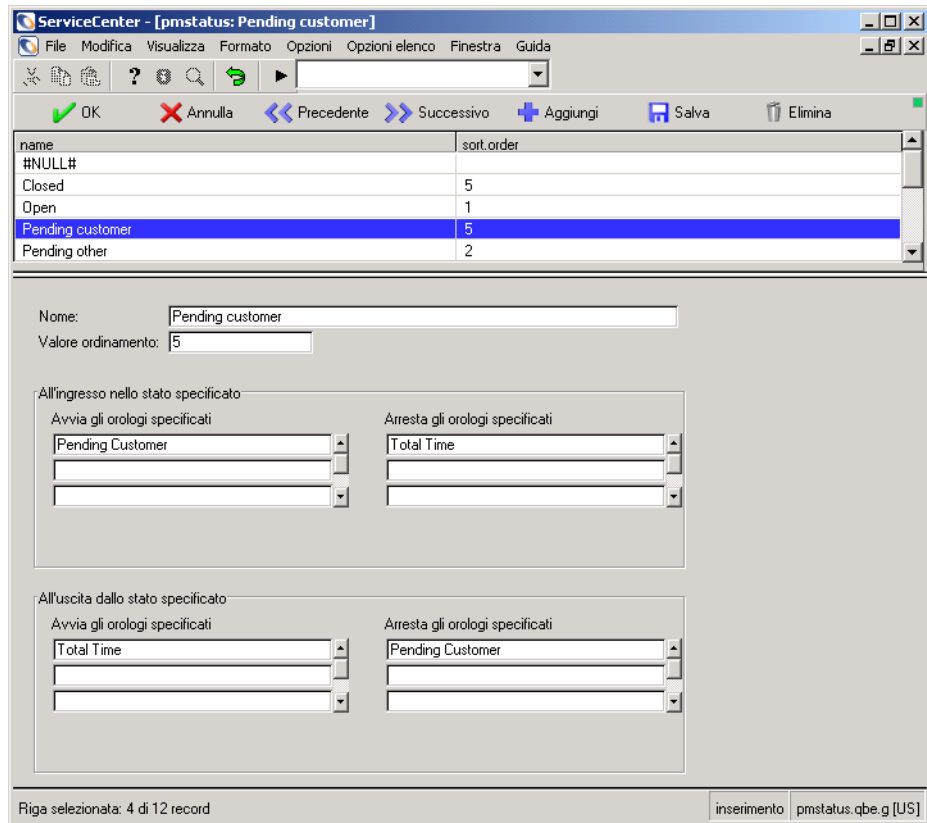 ServiceCenter - [pmstatus: Pending customer]
File Modifica Visualizza Formato Opzioni Opzioni elenco Finestra Guida
?
OK Annulla Precedente Successivo Aggiungi Salva Elimina
name sort.order
#NULL#
Closed 5
Open 1
Pending customer 5
Pending other 2
Nome: Pending customer
Valore ordinamento: 5
All'ingresso nello stato specificato
Avvia gli orologi specificati Arresta gli orologi specificati
Pending Customer Total Time
All'uscita dallo stato specificato
Avvia gli orologi specificati Arresta gli orologi specificati
Total Time Pending Customer
Riga selezionata: 4 di 12 record inserimento pmstatus.qbe.g [US]